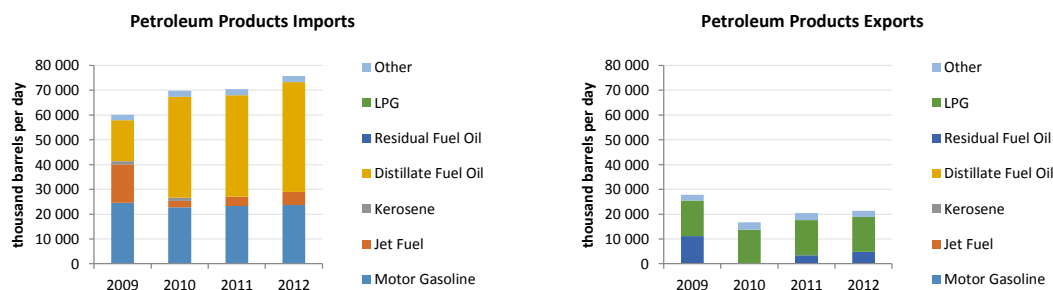 Petroleum Products Imports
thousand barrels per day
80 000
70 000
60 000
50 000
40 000
30 000
20 000
10 000
0
2009 2010 2011 2012
Other
LPG
Residual Fuel Oil
Distillate Fuel Oil
Kerosene
Jet Fuel
Motor Gasoline
Petroleum Products Exports
thousand barrels per day
80 000
70 000
60 000
50 000
40 000
30 000
20 000
10 000
0
2009 2010 2011 2012
Other
LPG
Residual Fuel Oil
Distillate Fuel Oil
Kerosene
Jet Fuel
Motor Gasoline